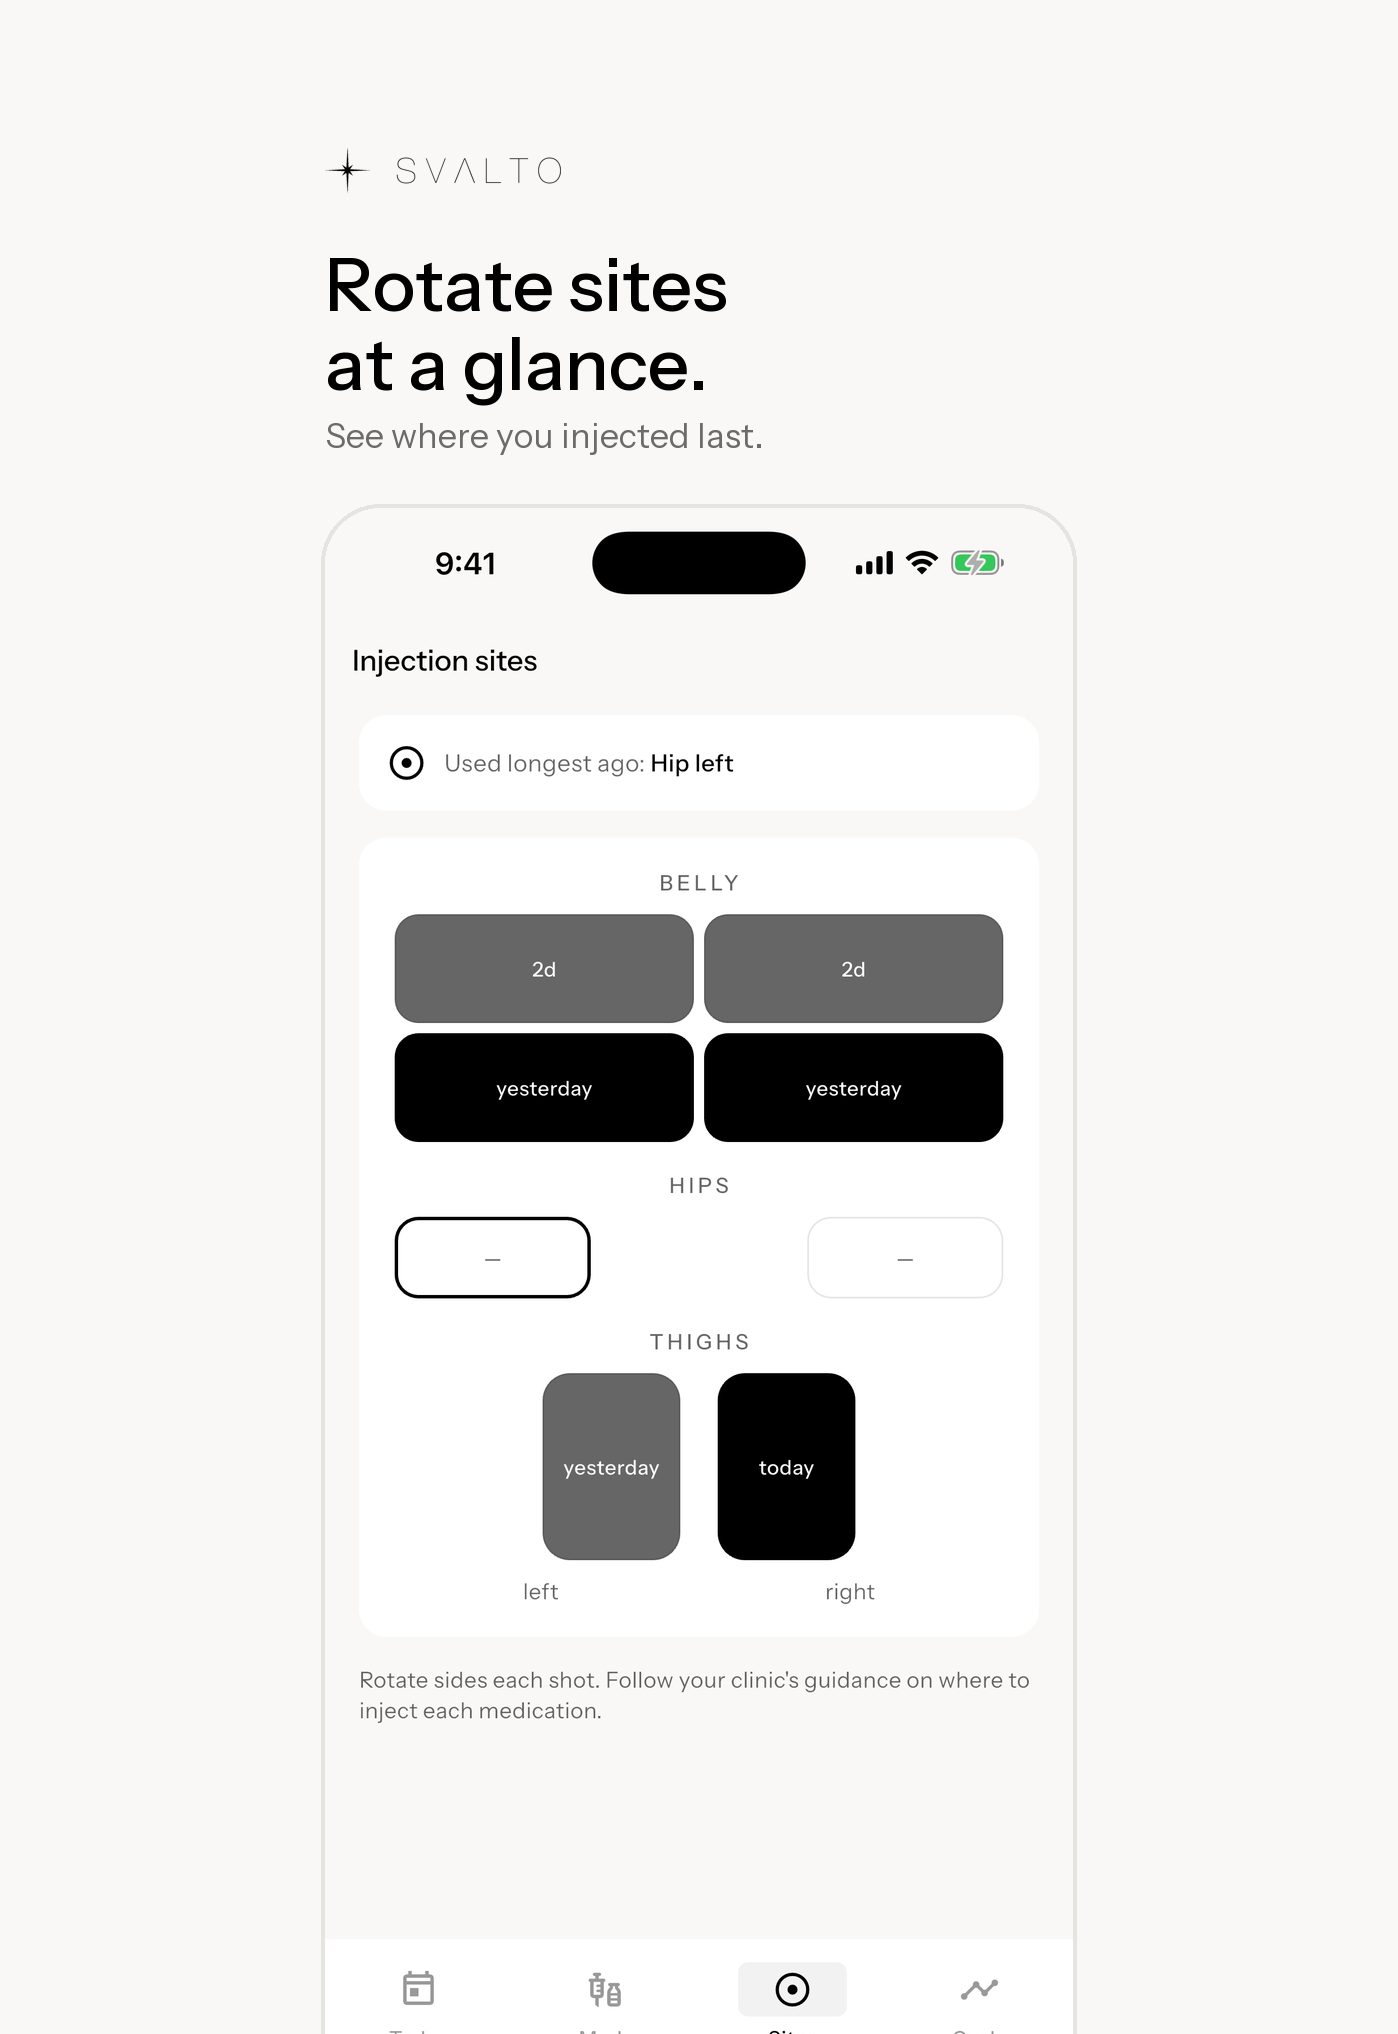 SVALTO
Rotate sites
at a glance.
See where you injected last.
9:41
Injection sites
Used longest ago: Hip left
BELLY
2d 2d
yesterday yesterday
HIPS
– –
THIGHS
yesterday today
left right
Rotate sides each shot. Follow your clinic's guidance on where to
inject each medication.